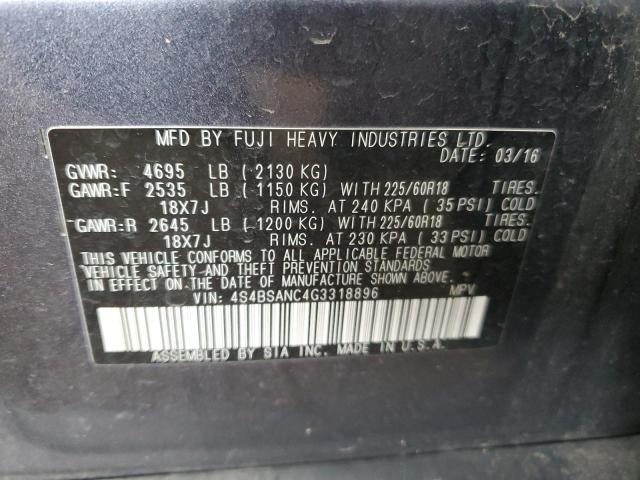 MFD BY FUJI HEAVY INDUSTRIES LTD.
DATE: 03/16
GVWR: 4695 LB (2130 KG)
GAWR:F 2535 LB (1150 KG) WITH 225/60R18 TIRES.
18X7J RIMS. AT 240 KPA (35 PSI) COLD
GAWR:R 2645 LB (1200 KG) WITH 225/60R18 TIRES.
18X7J RIMS. AT 230 KPA (33 PSI) COLD
THIS VEHICLE CONFORMS TO ALL APPLICABLE FEDERAL MOTOR
VEHICLE SAFETY AND THEFT PREVENTION STANDARDS
IN EFFECT ON THE DATE OF MANUFACTURE SHOWN ABOVE.
VIN: 4S4BSANC4G3318896 MPV
ASSEMBLED BY SIA INC. MADE IN U.S.A.